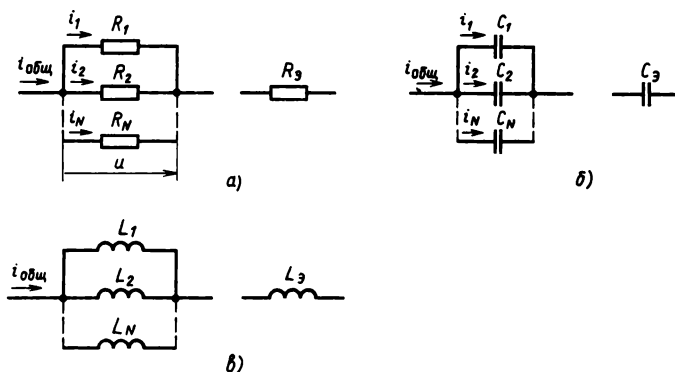 i₁ R₁
iобщ i₂ R₂ Rэ
iN RN
u
а)
i₁ C₁
iобщ i₂ C₂ Cэ
iN CN
б)
L₁
iобщ L₂ Lэ
LN
в)